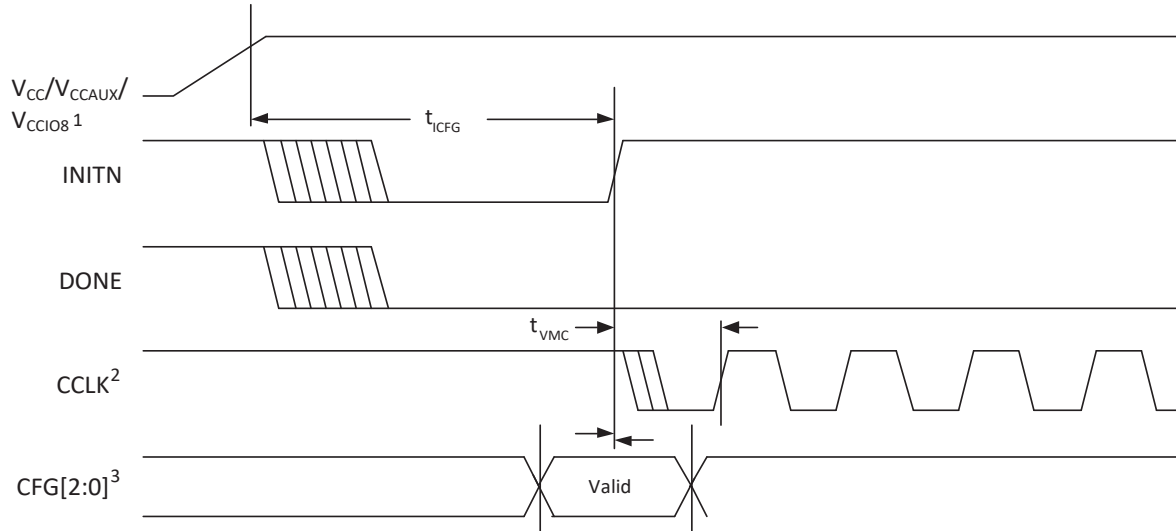 V_CC/V_CCAUX/
V_CCIO8 1
t_ICFG
INITN
DONE
t_VMC
CCLK²
CFG[2:0]³
Valid